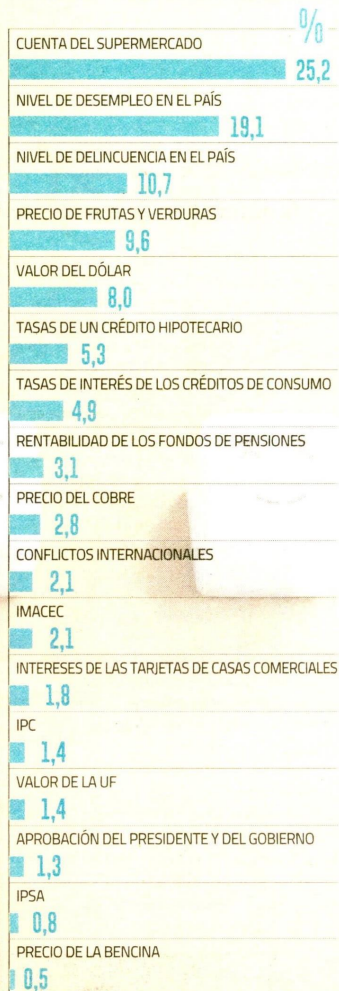 %
CUENTA DEL SUPERMERCADO
25,2
NIVEL DE DESEMPLEO EN EL PAÍS
19,1
NIVEL DE DELINCUENCIA EN EL PAÍS
10,7
PRECIO DE FRUTAS Y VERDURAS
9,6
VALOR DEL DÓLAR
8,0
TASAS DE UN CRÉDITO HIPOTECARIO
5,3
TASAS DE INTERÉS DE LOS CRÉDITOS DE CONSUMO
4,9
RENTABILIDAD DE LOS FONDOS DE PENSIONES
3,1
PRECIO DEL COBRE
2,8
CONFLICTOS INTERNACIONALES
2,1
IMACEC
2,1
INTERESES DE LAS TARJETAS DE CASAS COMERCIALES
1,8
IPC
1,4
VALOR DE LA UF
1,4
APROBACIÓN DEL PRESIDENTE Y DEL GOBIERNO
1,3
IPSA
0,8
PRECIO DE LA BENCINA
0,5